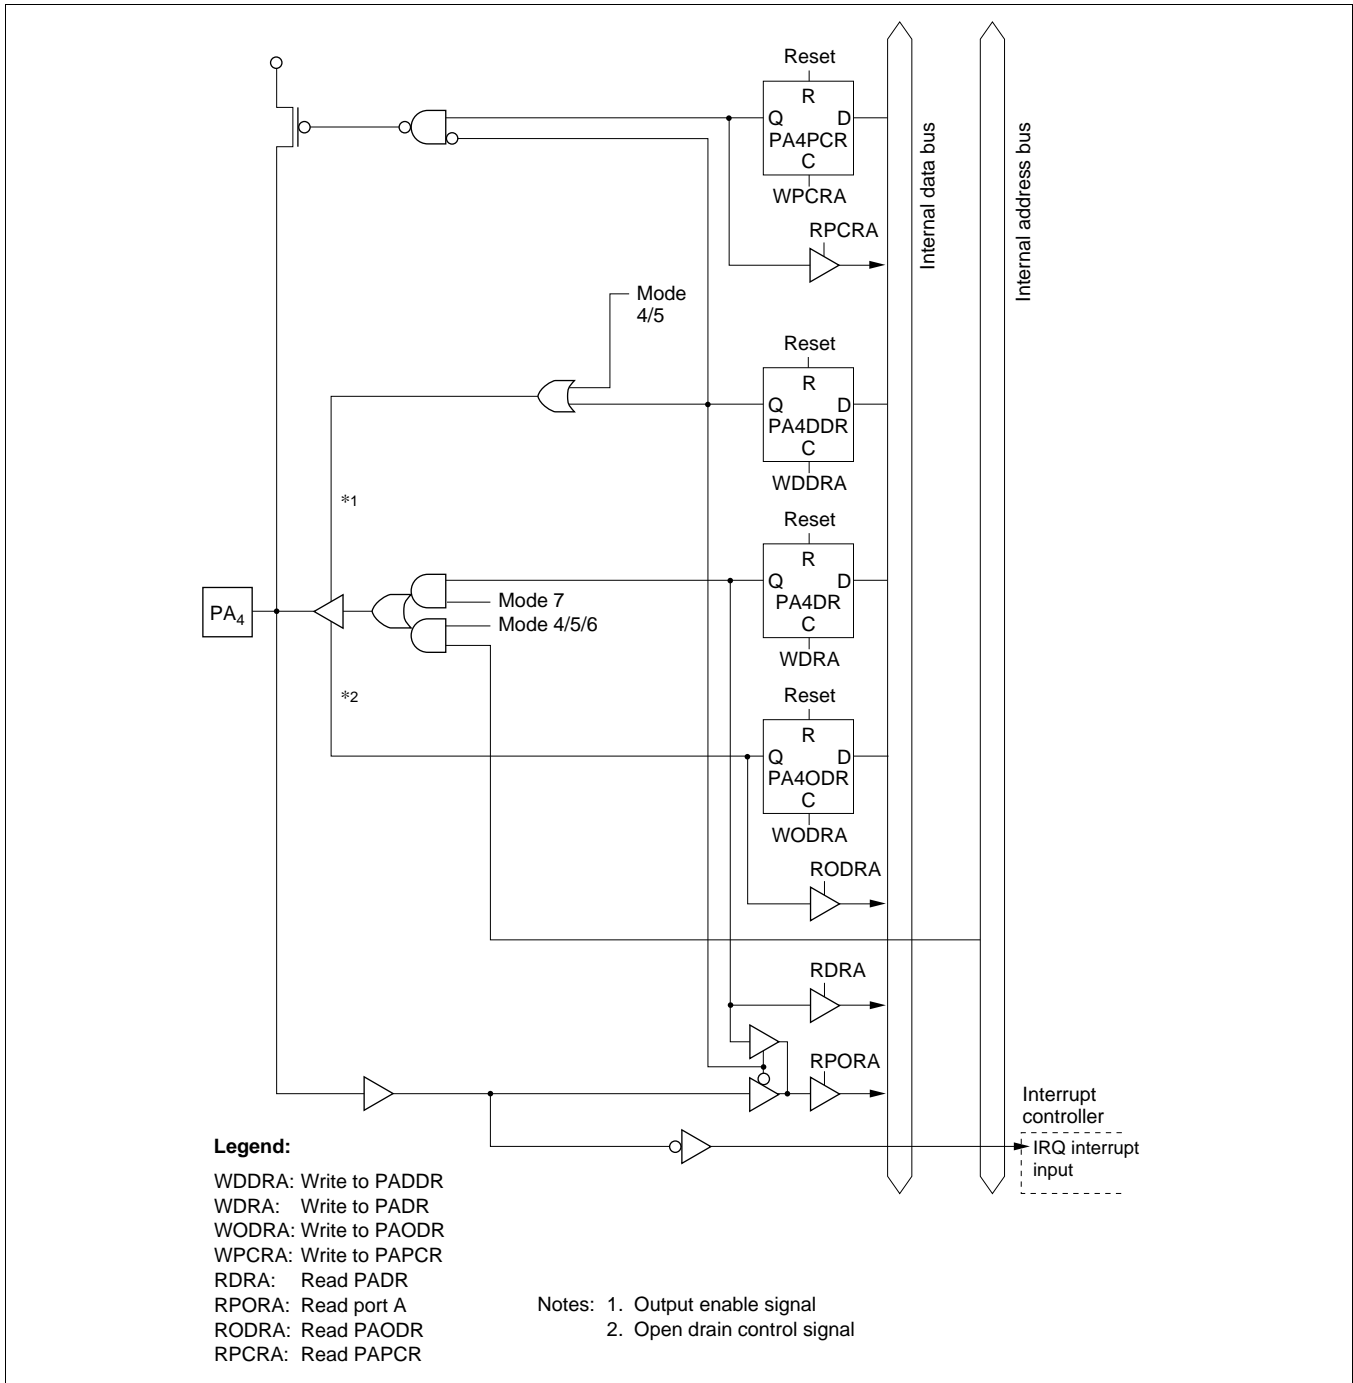 Reset
R
Q D
PA4PCR
C
WPCRA
RPCRA
Internal data bus
Internal address bus
Mode
4/5
Reset
R
Q D
PA4DDR
C
WDDRA
*1
Reset
R
Q D
PA4DR
C
WDRA
PA4
Mode 7
Mode 4/5/6
*2
Reset
R
Q D
PA4ODR
C
WODRA
RODRA
RDRA
RPORA
Interrupt
controller
IRQ interrupt
input
Legend:
WDDRA: Write to PADDR
WDRA: Write to PADR
WODRA: Write to PAODR
WPCRA: Write to PAPCR
RDRA: Read PADR
RPORA: Read port A
RODRA: Read PAODR
RPCRA: Read PAPCR
Notes: 1. Output enable signal
2. Open drain control signal